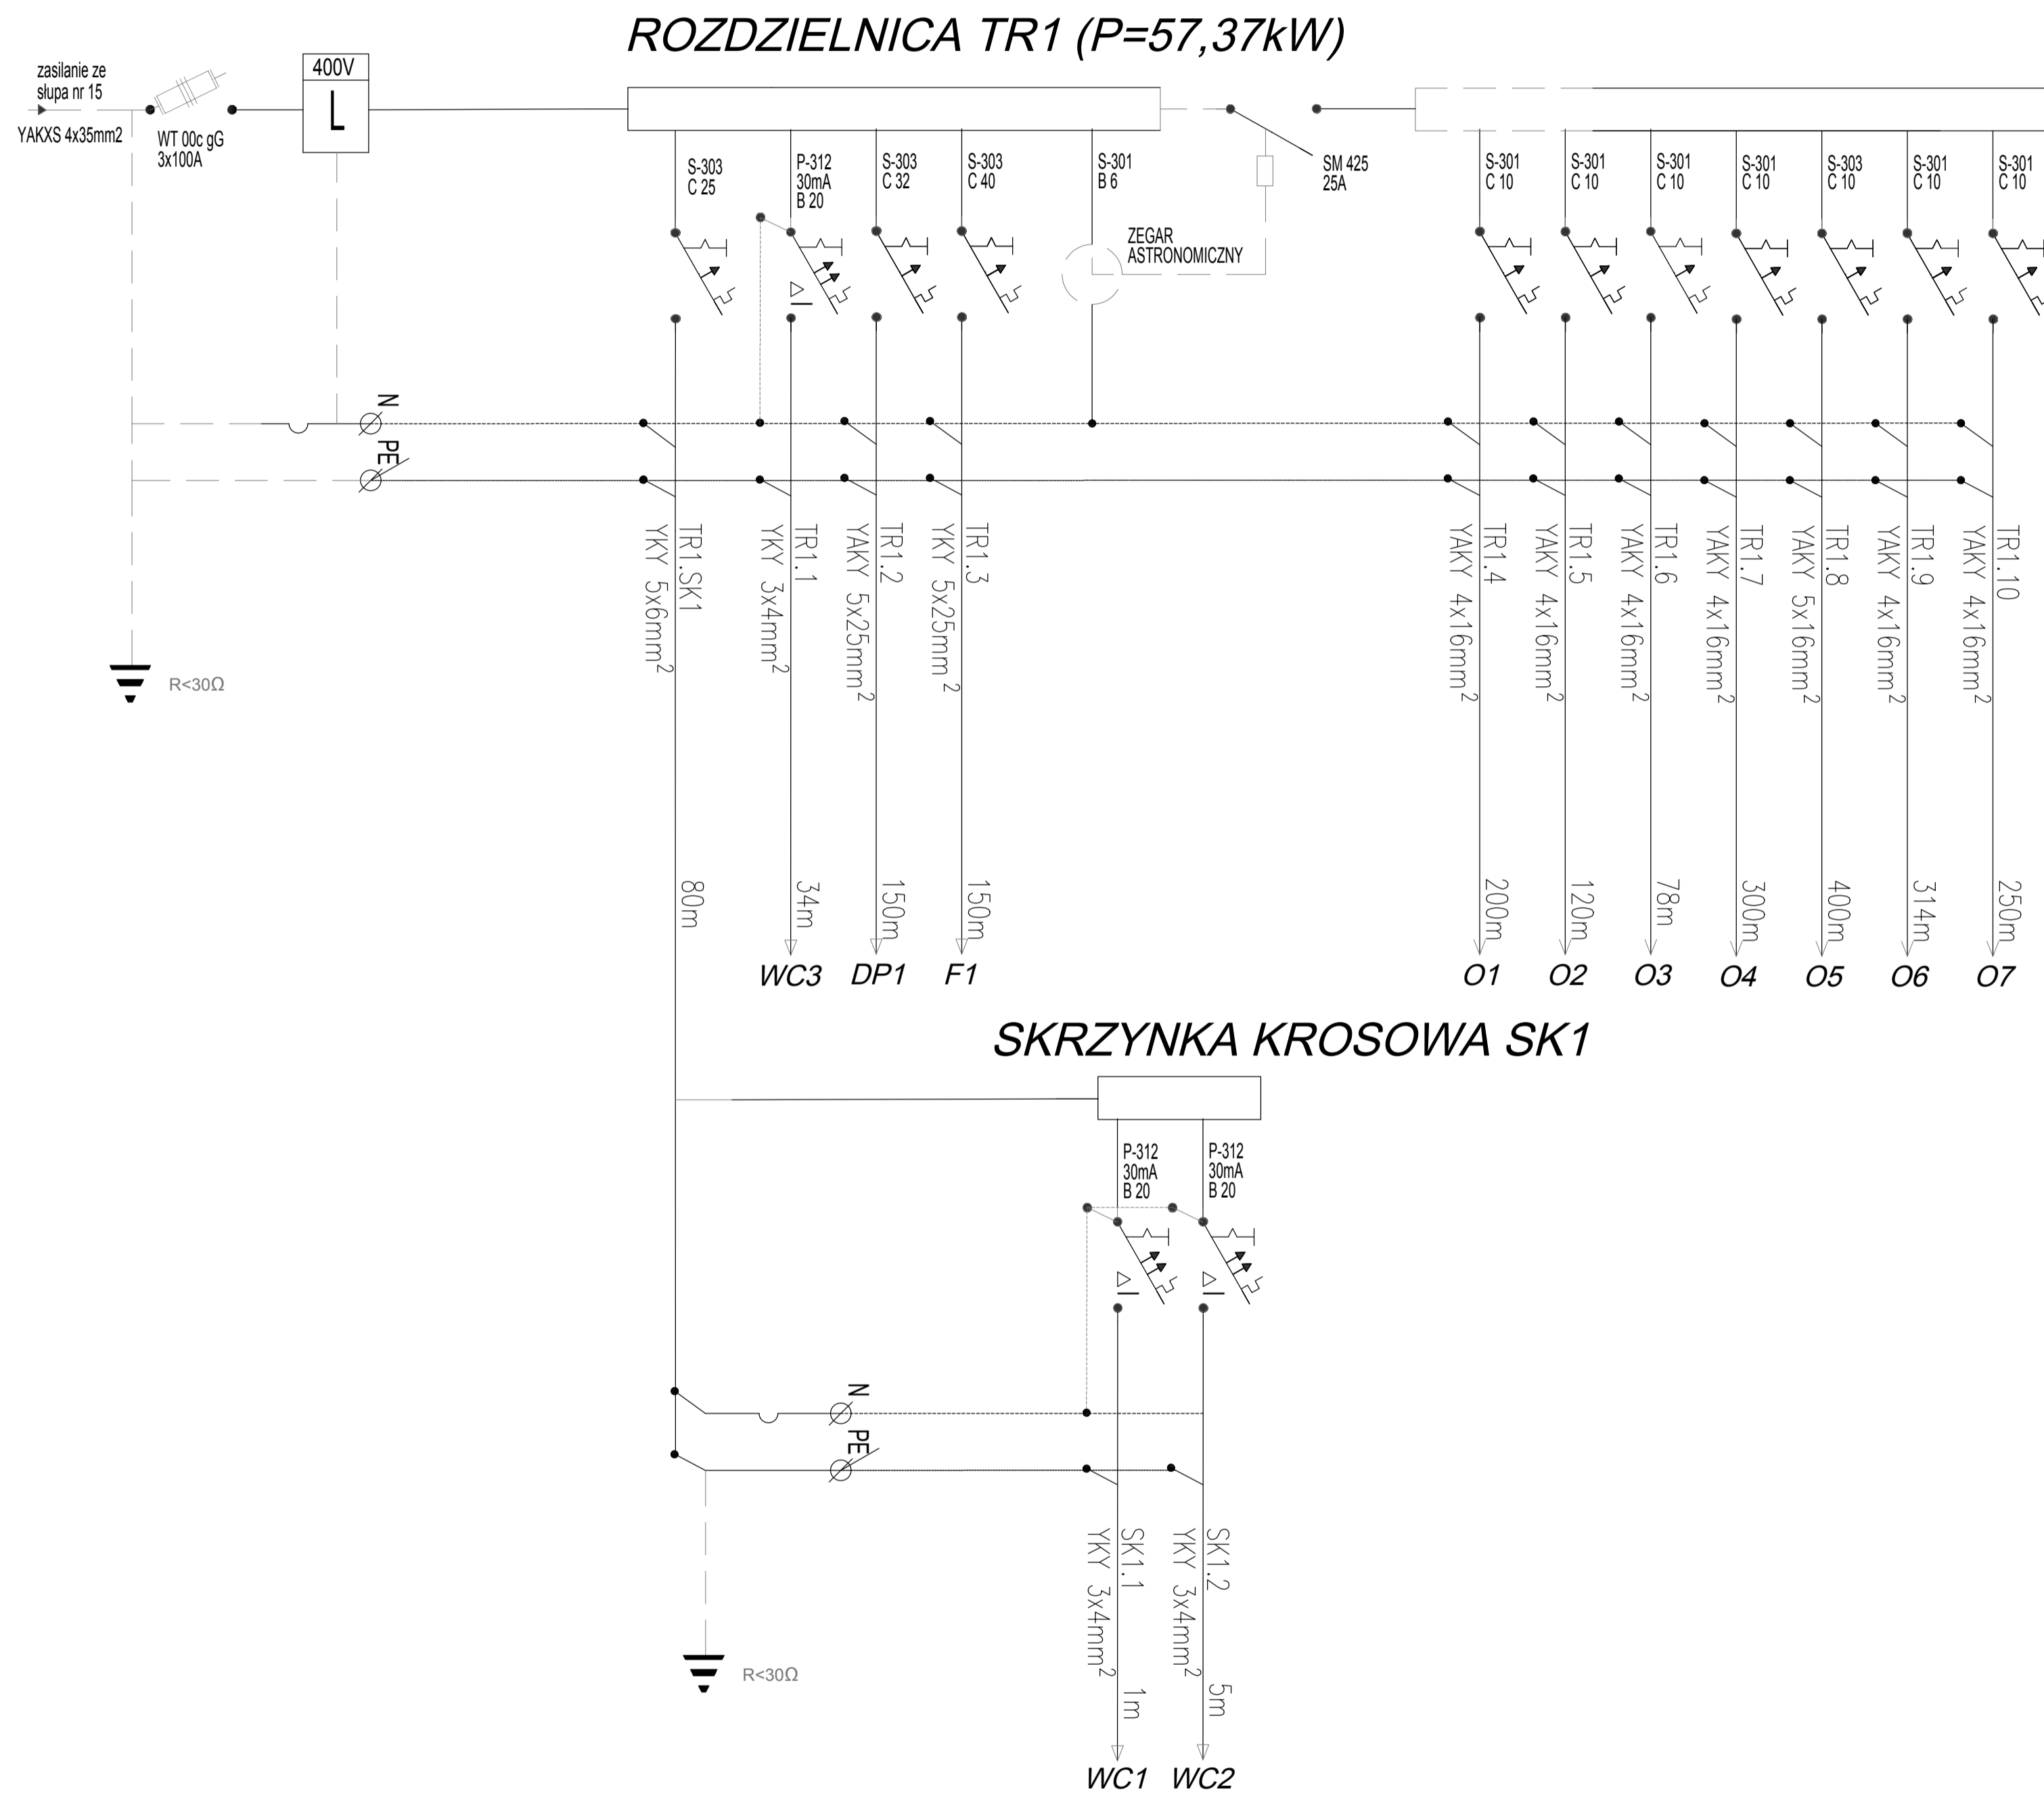 ROZDZIELNICA TR1 (P=57,37kW)
zasilanie ze
słupa nr 15
YAKXS 4x35mm2
WT 00c gG
3x100A
400V
L
S-303
C 25
P-312
30mA
B 20
S-303
C 32
S-303
C 40
S-301
B 6
SM 425
25A
ZEGAR
ASTRONOMICZNY
S-301
C 10
S-301
C 10
S-301
C 10
S-301
C 10
S-303
C 10
S-301
C 10
S-301
C 10
ΔI
N
PE
R<30Ω
TR1.SK1
YKY 5x6mm²
80m
TR1.1
YKY 3x4mm²
34m
WC3
TR1.2
YAKY 5x25mm²
150m
DP1
TR1.3
YKY 5x25mm²
150m
F1
TR1.4
YAKY 4x16mm²
200m
O1
TR1.5
YAKY 4x16mm²
120m
O2
TR1.6
YAKY 4x16mm²
78m
O3
TR1.7
YAKY 4x16mm²
300m
O4
TR1.8
YAKY 5x16mm²
400m
O5
TR1.9
YAKY 4x16mm²
314m
O6
TR1.10
YAKY 4x16mm²
250m
O7
SKRZYNKA KROSOWA SK1
P-312
30mA
B 20
P-312
30mA
B 20
ΔI
ΔI
N
PE
R<30Ω
SK1.1
YKY 3x4mm²
1m
WC1
SK1.2
YKY 3x4mm²
5m
WC2